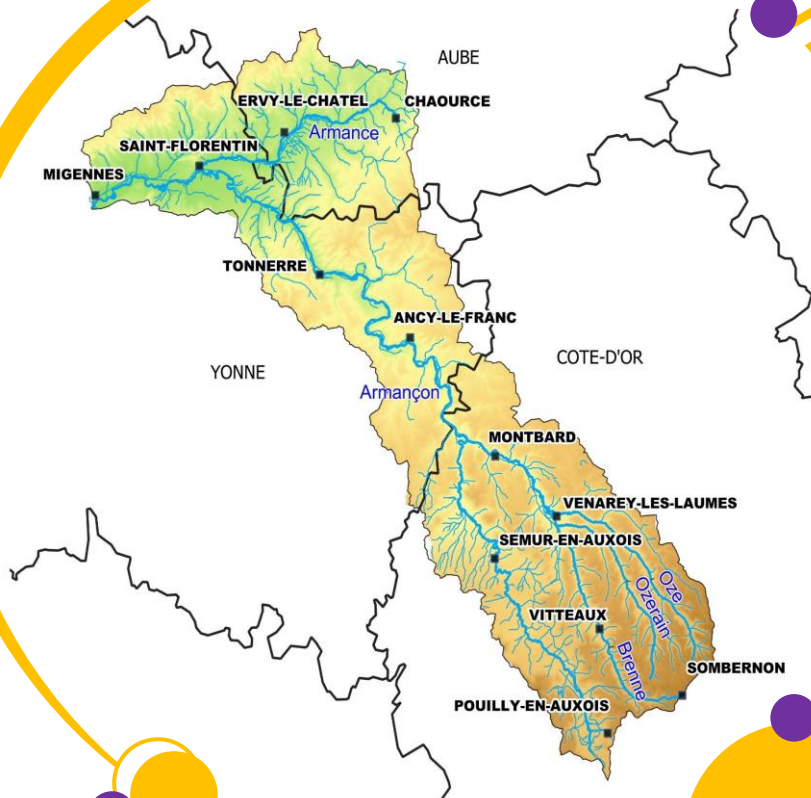 AUBE
ERVY-LE-CHATEL
CHAOURCE
Armance
SAINT-FLORENTIN
MIGENNES
TONNERRE
ANCY-LE-FRANC
COTE-D'OR
YONNE
Armançon
MONTBARD
VENAREY-LES-LAUMES
SEMUR-EN-AUXOIS
Oze
Ozerain
VITTEAUX
Brenne
SOMBERNON
POUILLY-EN-AUXOIS